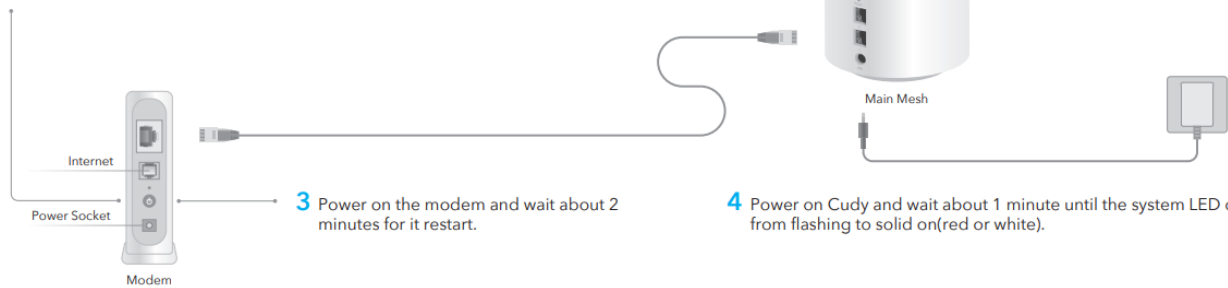 Main Mesh
Internet
3 Power on the modem and wait about 2
minutes for it restart.
4 Power on Cudy and wait about 1 minute until the system LED
from flashing to solid on(red or white).
Power Socket
Modem